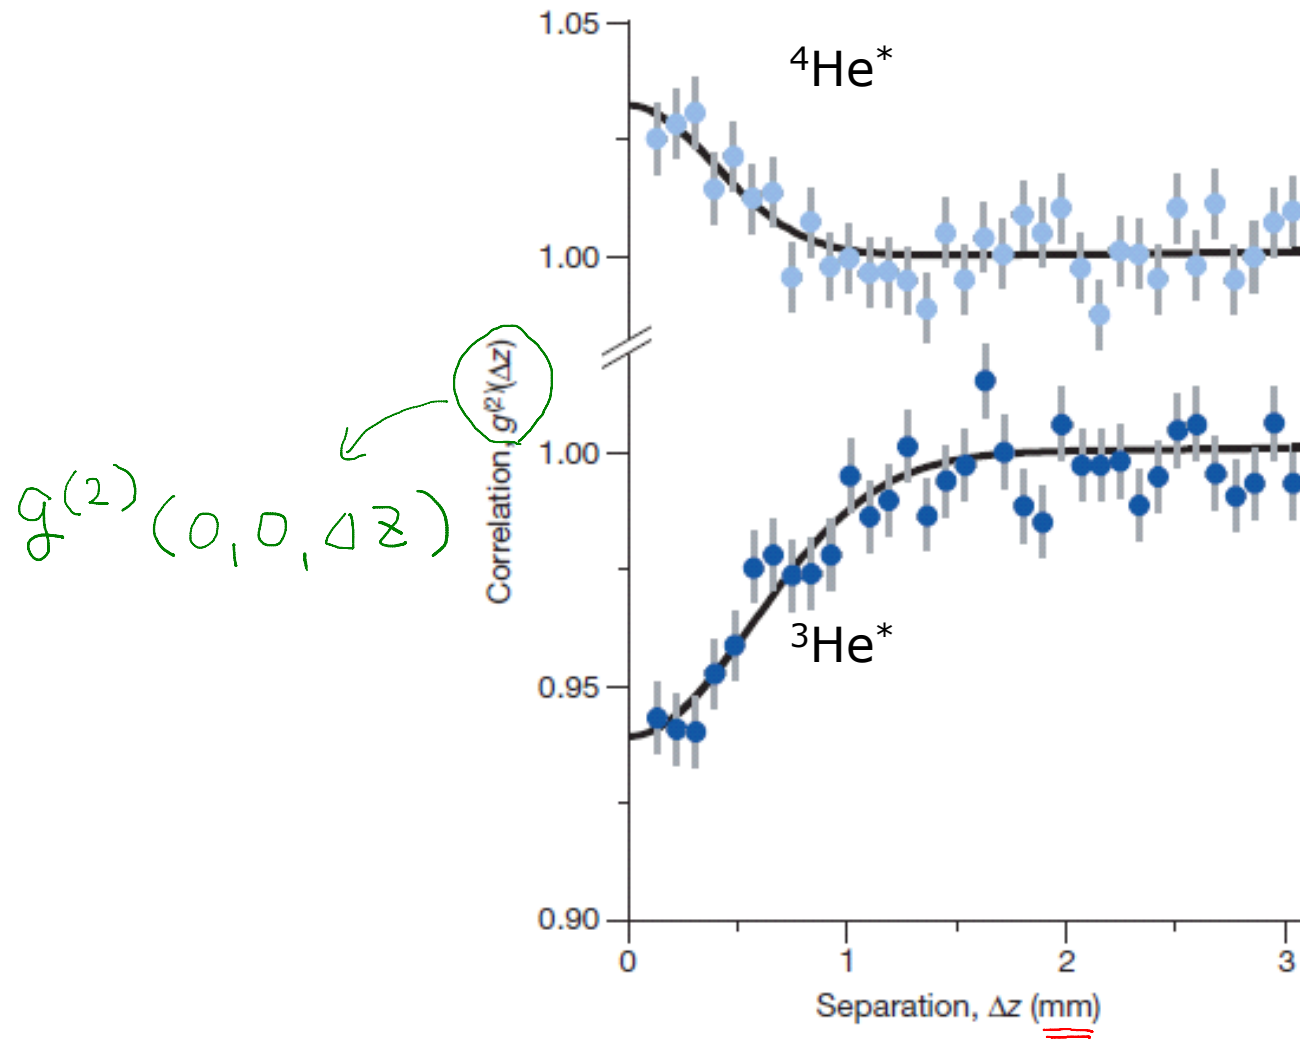 1.05
⁴He*
1.00
Correlation, g⁽²⁾(Δz)
g⁽²⁾(0,0,Δz)
1.00
³He*
0.95
0.90
0 1 2 3
Separation, Δz (mm)